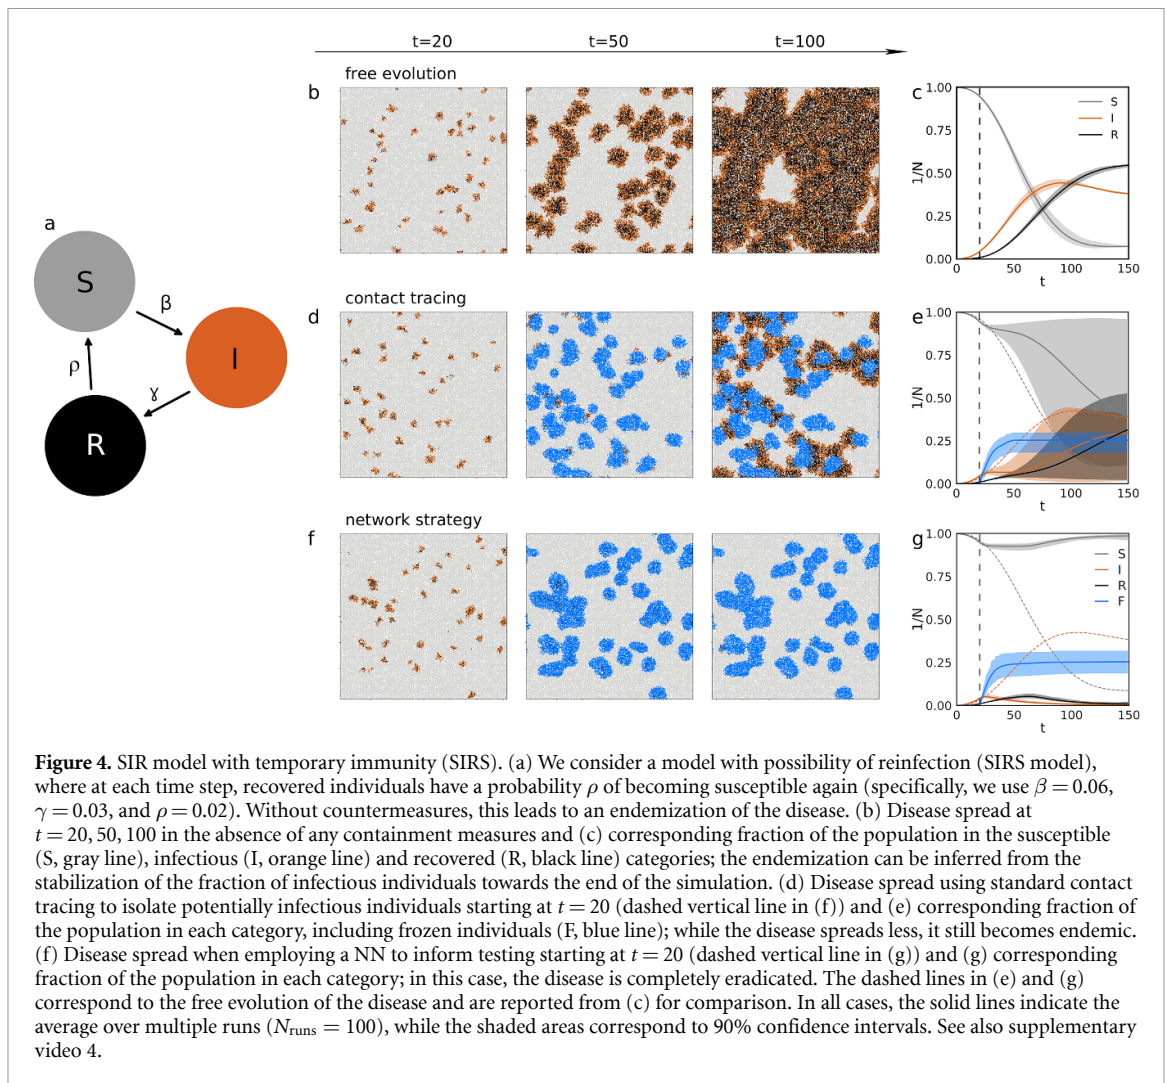 t=20 t=50 t=100
free evolution
b
c
1.00
0.75
0.50
0.25
0.00
1/N
S
I
R
0 50 100 150
t
a
S
β
I
ρ
γ
R
contact tracing
d
e
1.00
0.75
0.50
0.25
0.00
1/N
0 50 100 150
t
network strategy
f
g
1.00
0.75
0.50
0.25
0.00
1/N
S
I
R
F
0 50 100 150
t
Figure 4. SIR model with temporary immunity (SIRS). (a) We consider a model with possibility of reinfection (SIRS model),
where at each time step, recovered individuals have a probability ρ of becoming susceptible again (specifically, we use β = 0.06,
γ = 0.03, and ρ = 0.02). Without countermeasures, this leads to an endemization of the disease. (b) Disease spread at
t = 20, 50, 100 in the absence of any containment measures and (c) corresponding fraction of the population in the susceptible
(S, gray line), infectious (I, orange line) and recovered (R, black line) categories; the endemization can be inferred from the
stabilization of the fraction of infectious individuals towards the end of the simulation. (d) Disease spread using standard contact
tracing to isolate potentially infectious individuals starting at t = 20 (dashed vertical line in (f)) and (e) corresponding fraction of
the population in each category, including frozen individuals (F, blue line); while the disease spreads less, it still becomes endemic.
(f) Disease spread when employing a NN to inform testing starting at t = 20 (dashed vertical line in (g)) and (g) corresponding
fraction of the population in each category; in this case, the disease is completely eradicated. The dashed lines in (e) and (g)
correspond to the free evolution of the disease and are reported from (c) for comparison. In all cases, the solid lines indicate the
average over multiple runs (Nruns = 100), while the shaded areas correspond to 90% confidence intervals. See also supplementary
video 4.